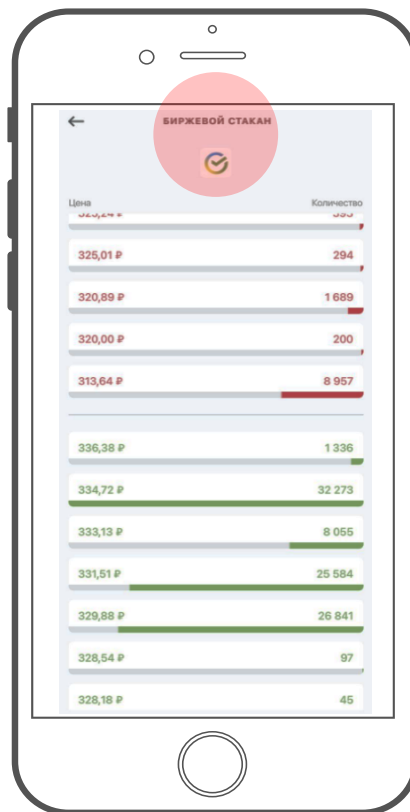 БИРЖЕВОЙ СТАКАН
Цена Количество
325,01 ₽ 294
320,89 ₽ 1 689
320,00 ₽ 200
313,64 ₽ 8 957
336,38 ₽ 1 336
334,72 ₽ 32 273
333,13 ₽ 8 055
331,51 ₽ 25 584
329,88 ₽ 26 841
328,54 ₽ 97
328,18 ₽ 45